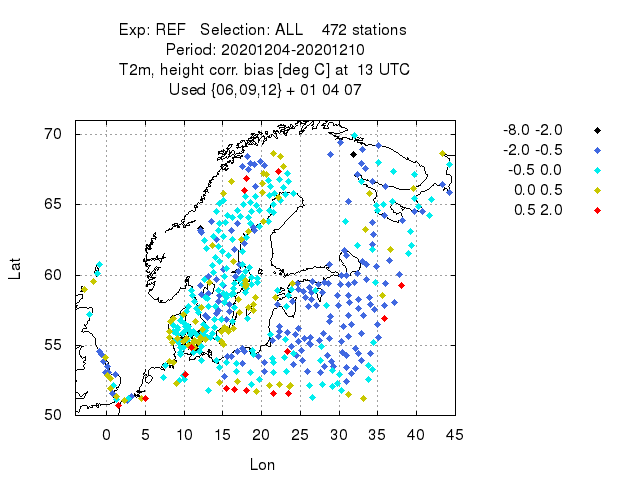 Exp: REF Selection: ALL 472 stations
Period: 20201204-20201210
T2m, height corr. bias [deg C] at 13 UTC
Used {06,09,12} + 01 04 07
-8.0 -2.0
-2.0 -0.5
-0.5 0.0
0.0 0.5
0.5 2.0
70
65
60
55
50
Lat
0 5 10 15 20 25 30 35 40 45
Lon